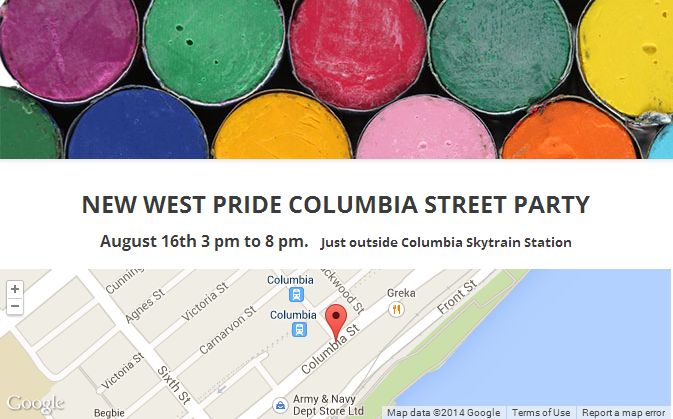 NEW WEST PRIDE COLUMBIA STREET PARTY
August 16th 3 pm to 8 pm. Just outside Columbia Skytrain Station
+
−
Cunning
Agnes St
Victoria St
Carnarvon St
Victoria St
Sixth St
Begbie
Columbia
Columbia
ckwood St
Columbia St
Greka
Front St
Army & Navy
Dept Store Ltd
Google
Map data ©2014 Google Terms of Use Report a map error